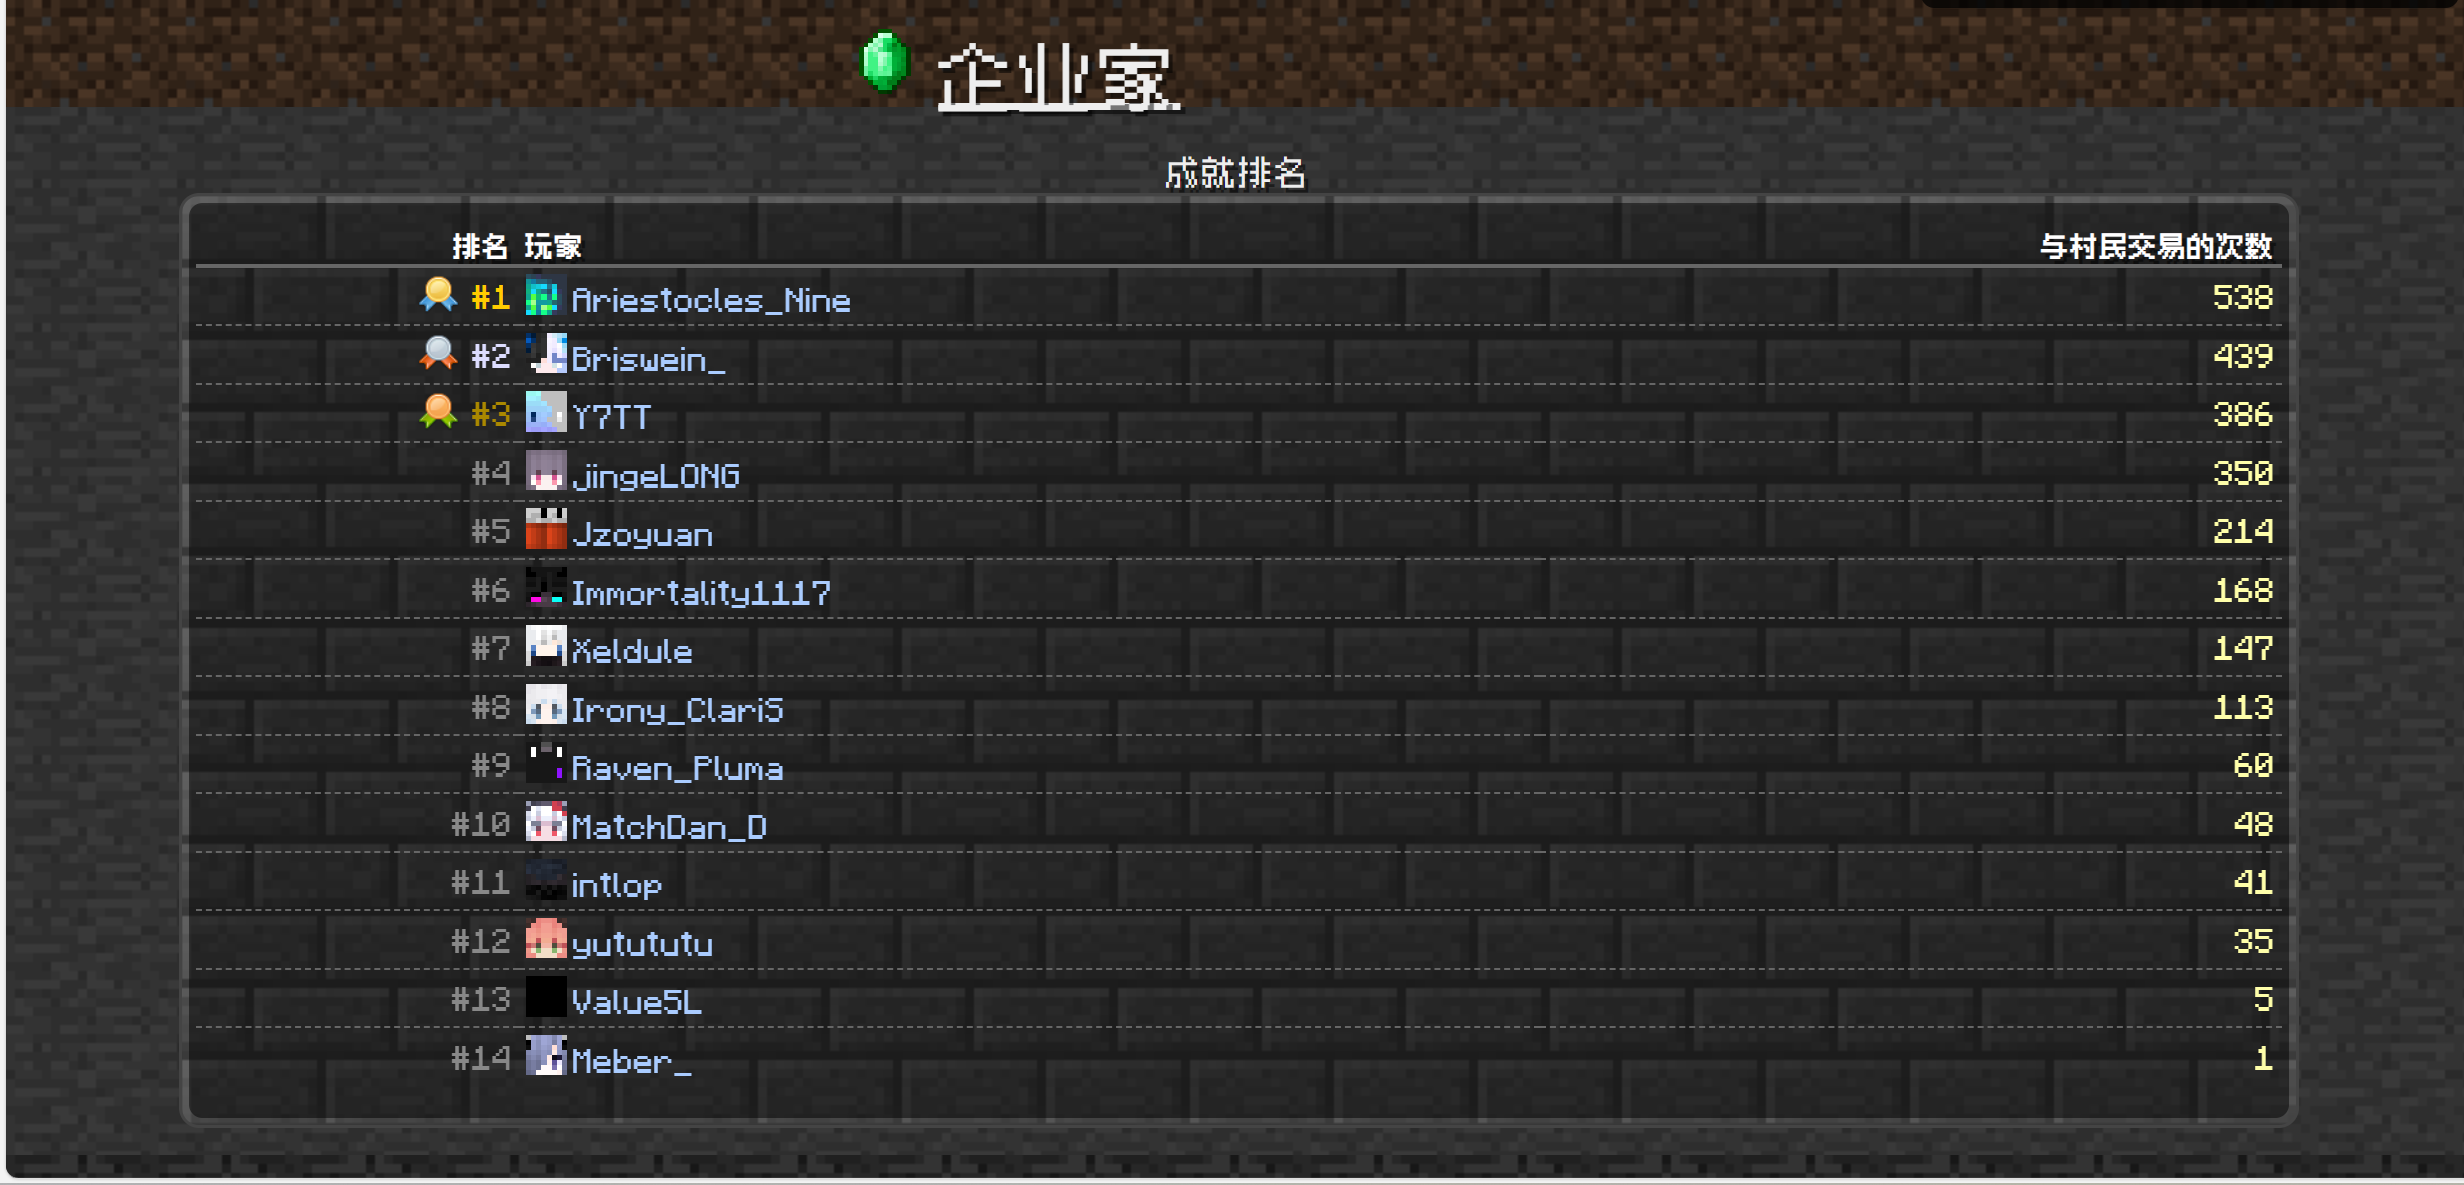 企业家
成就排名
排名 玩家 与村民交易的次数
#1 Ariestocles_Nine 538
#2 Briswein_ 439
#3 Y7TT 386
#4 jingeLONG 350
#5 Jzoyuan 214
#6 Immortality1117 168
#7 Xeldule 147
#8 Irony_ClariS 113
#9 Raven_Pluma 60
#10 MatchDan_D 48
#11 intlop 41
#12 yutututu 35
#13 Value5L 5
#14 Meber_ 1